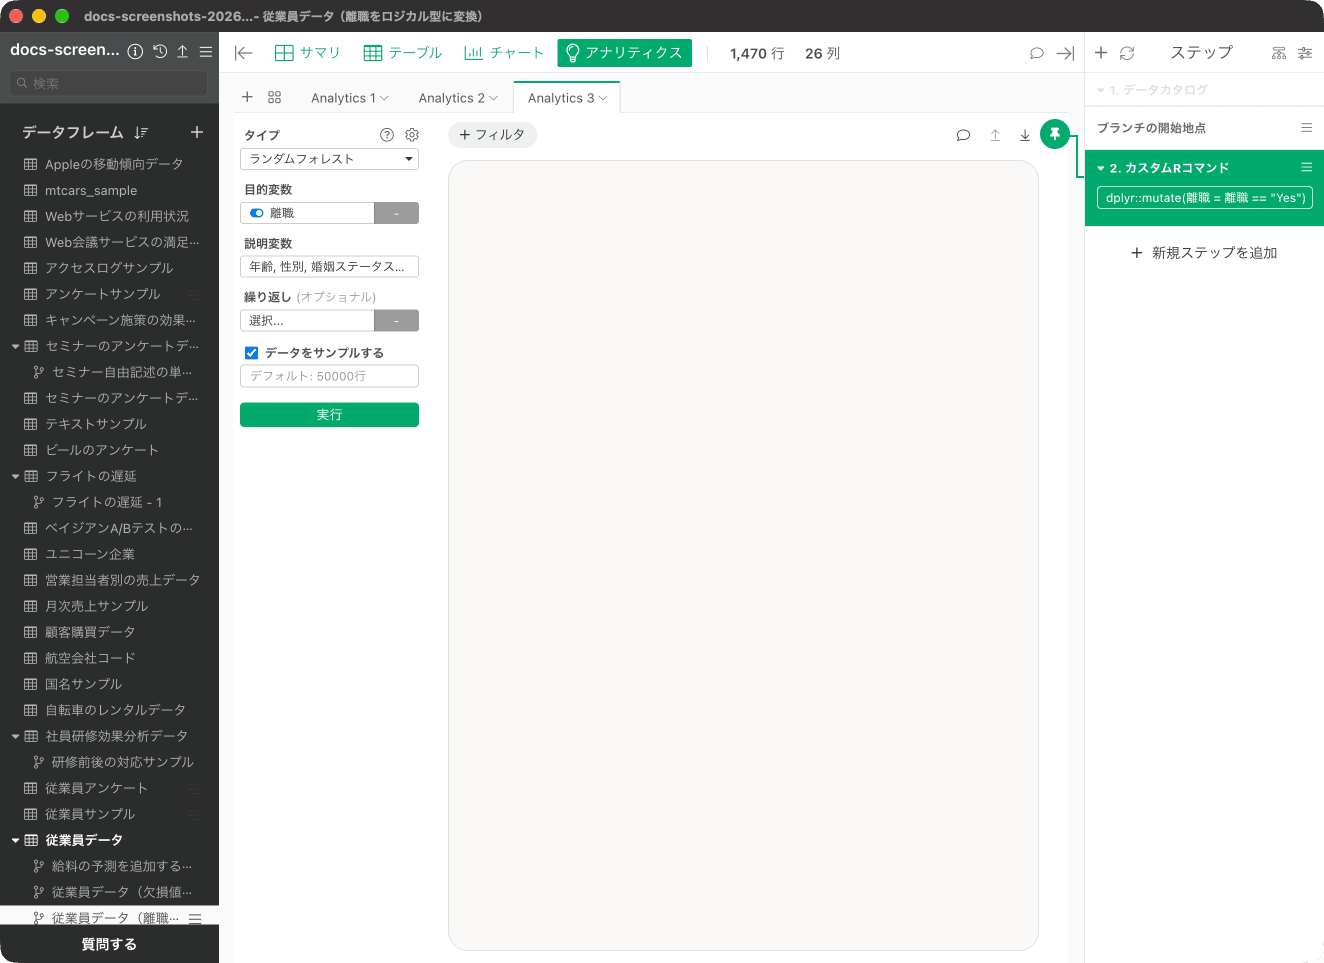 docs-screenshots-2026...- 従業員データ（離職をロジカル型に変換）
docs-screen...
検索
データフレーム
Appleの移動傾向データ
mtcars_sample
Webサービスの利用状況
Web会議サービスの満足...
アクセスログサンプル
アンケートサンプル
キャンペーン施策の効果...
セミナーのアンケートデ...
セミナー自由記述の単...
セミナーのアンケートデ...
テキストサンプル
ビールのアンケート
フライトの遅延
フライトの遅延 - 1
ベイジアンA/Bテストの...
ユニコーン企業
営業担当者別の売上データ
月次売上サンプル
顧客購買データ
航空会社コード
国名サンプル
自転車のレンタルデータ
社員研修効果分析データ
研修前後の対応サンプル
従業員アンケート
従業員サンプル
従業員データ
給料の予測を追加する...
従業員データ（欠損値...
従業員データ（離職...
質問する
サマリ
テーブル
チャート
アナリティクス
1,470 行
26 列
Analytics 1
Analytics 2
Analytics 3
タイプ
ランダムフォレスト
目的変数
離職
-
説明変数
年齢, 性別, 婚姻ステータス...
繰り返し (オプショナル)
選択...
-
データをサンプルする
デフォルト: 50000行
実行
+ フィルタ
ステップ
1. データカタログ
ブランチの開始地点
2. カスタムRコマンド
dplyr::mutate(離職 = 離職 == "Yes")
+ 新規ステップを追加